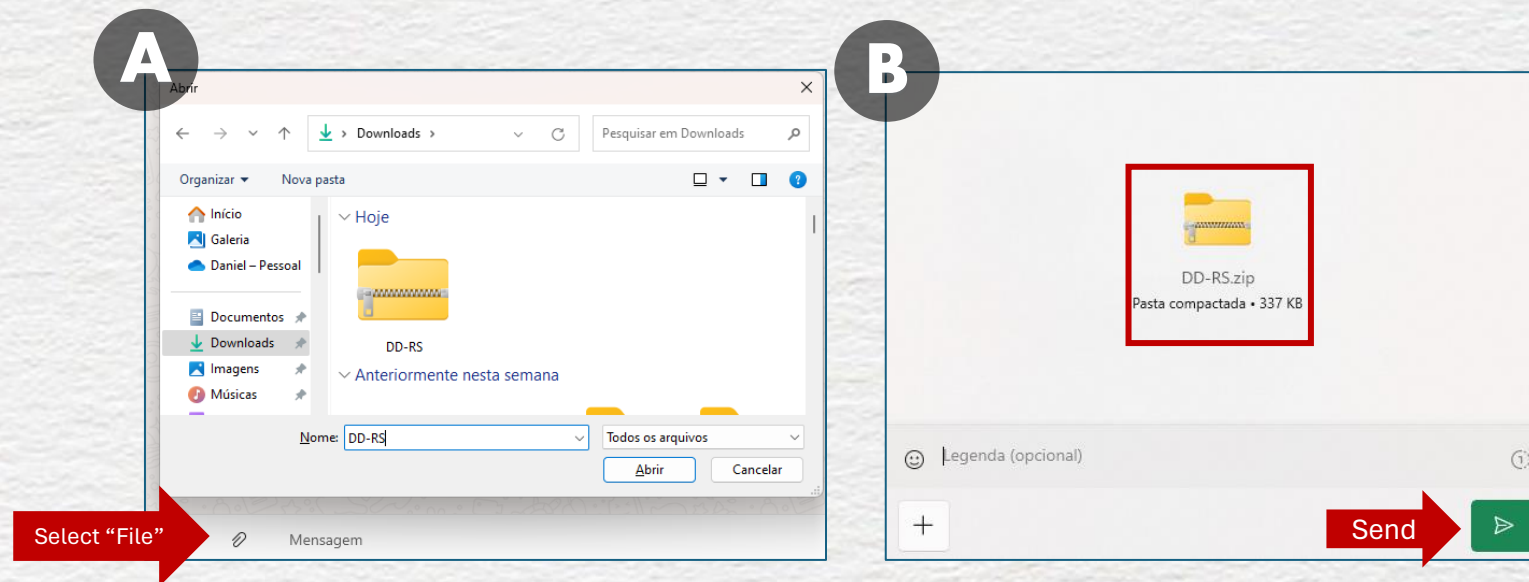 A
Abrir
Downloads
Pesquisar em Downloads
Organizar
Nova pasta
Início
Galeria
Daniel – Pessoal
Documentos
Downloads
Imagens
Músicas
Hoje
DD-RS
Anteriormente nesta semana
Nome: DD-RS
Todos os arquivos
Abrir
Cancelar
Select “File”
Mensagem
B
DD-RS.zip
Pasta compactada • 337 KB
Legenda (opcional)
Send